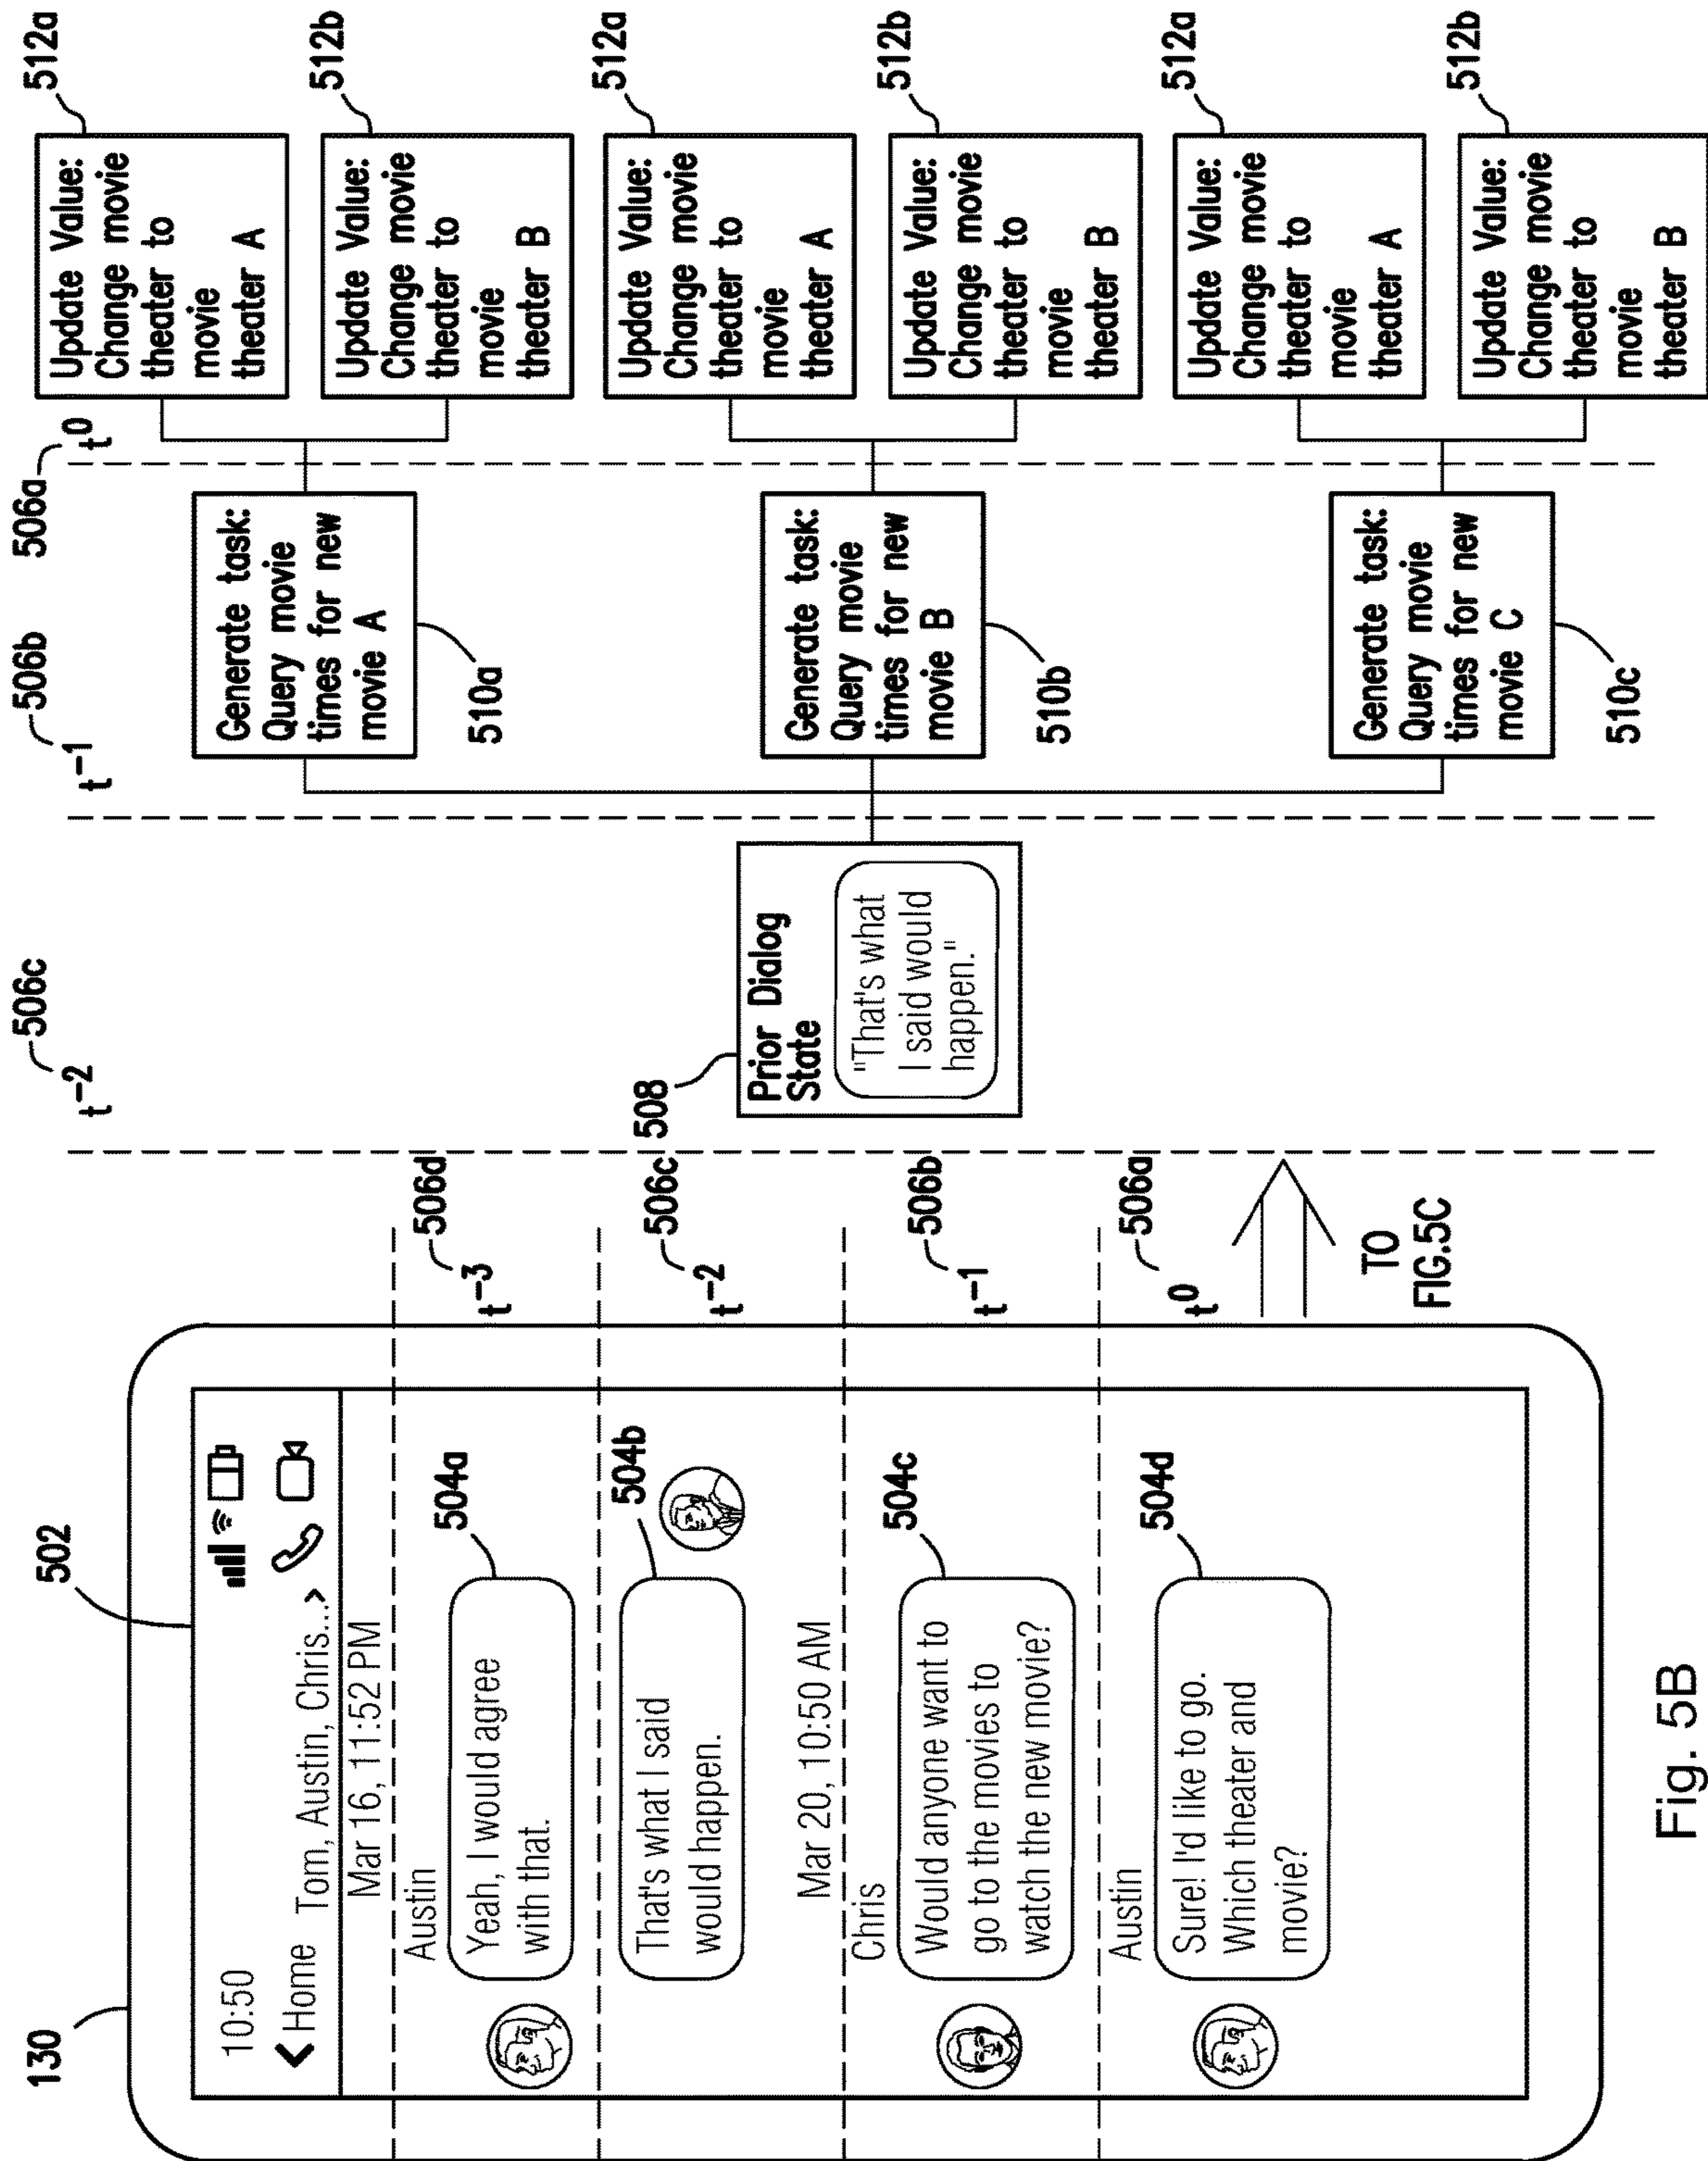 130
502
10:50
Home Tom, Austin, Chris...>
Mar 16, 11:52 PM
Austin
Yeah, I would agree
with that.
504a
506d
t-3
That's what I said
would happen.
504b
506c
t-2
Mar 20, 10:50 AM
Chris
Would anyone want to
go to the movies to
watch the new movie?
504c
506b
t-1
Austin
Sure! I'd like to go.
Which theater and
movie?
504d
506a
t0
TO
FIG.5C
506c
t-2
506b
t-1
506a
t0
508
Prior Dialog
State
"That's what
I said would
happen."
Generate task:
Query movie
times for new
movie A
510a
Generate task:
Query movie
times for new
movie B
510b
Generate task:
Query movie
times for new
movie C
510c
Update Value:
Change movie
theater to
movie
theater A
512a
Update Value:
Change movie
theater to
movie
theater B
512b
Update Value:
Change movie
theater to
movie
theater A
512a
Update Value:
Change movie
theater to
movie
theater B
512b
Update Value:
Change movie
theater to
movie
theater A
512a
Update Value:
Change movie
theater to
movie
theater B
512b
Fig. 5B